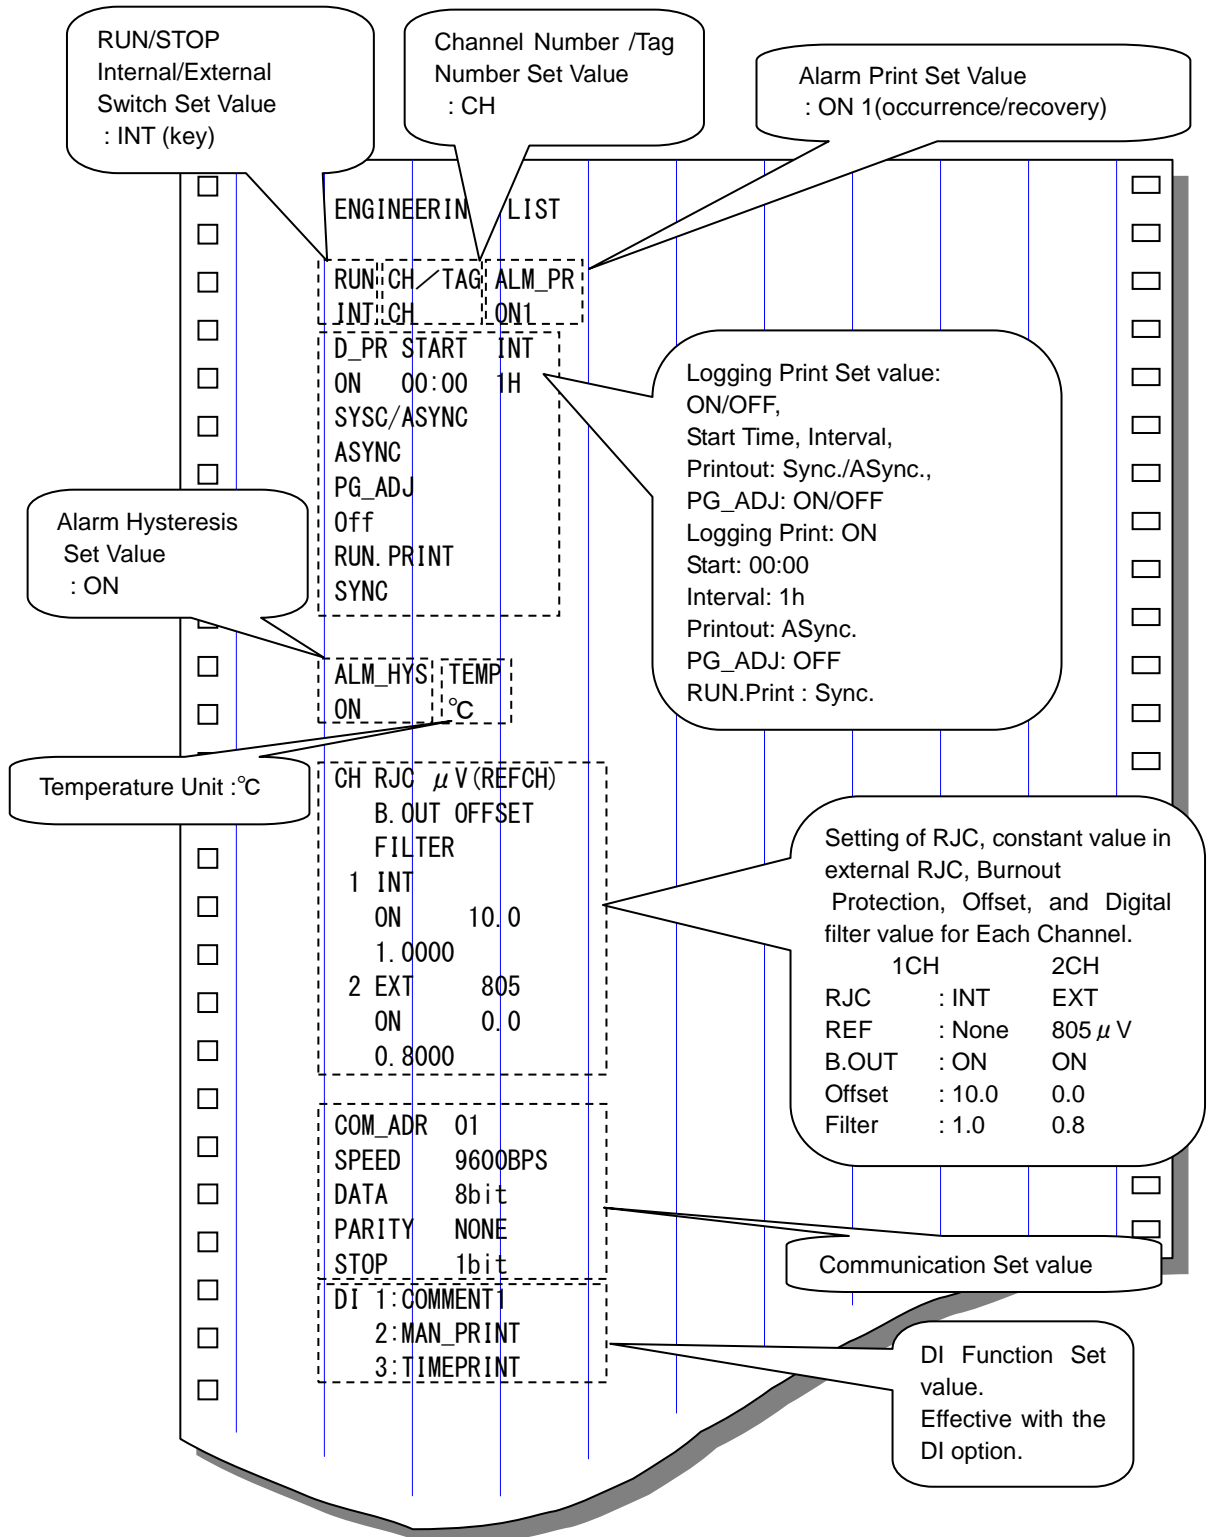 RUN/STOP
Internal/External
Switch Set Value
: INT (key)
Channel Number /Tag
Number Set Value
: CH
Alarm Print Set Value
: ON 1(occurrence/recovery)
ENGINEERIN LIST
RUN CH／TAG ALM_PR
INT CH ON1
D_PR START INT
ON 00:00 1H
SYSC/ASYNC
ASYNC
PG_ADJ
Off
RUN.PRINT
SYNC
Logging Print Set value:
ON/OFF,
Start Time, Interval,
Printout: Sync./ASync.,
PG_ADJ: ON/OFF
Logging Print: ON
Start: 00:00
Interval: 1h
Printout: ASync.
PG_ADJ: OFF
RUN.Print : Sync.
Alarm Hysteresis
Set Value
: ON
ALM_HYS TEMP
ON ℃
Temperature Unit :℃
CH RJC μV(REFCH)
B.OUT OFFSET
FILTER
1 INT
ON 10.0
1.0000
2 EXT 805
ON 0.0
0.8000
Setting of RJC, constant value in
external RJC, Burnout
Protection, Offset, and Digital
filter value for Each Channel.
1CH 2CH
RJC : INT EXT
REF : None 805μV
B.OUT : ON ON
Offset : 10.0 0.0
Filter : 1.0 0.8
COM_ADR 01
SPEED 9600BPS
DATA 8bit
PARITY NONE
STOP 1bit
Communication Set value
DI 1:COMMENT1
2:MAN_PRINT
3:TIMEPRINT
DI Function Set
value.
Effective with the
DI option.